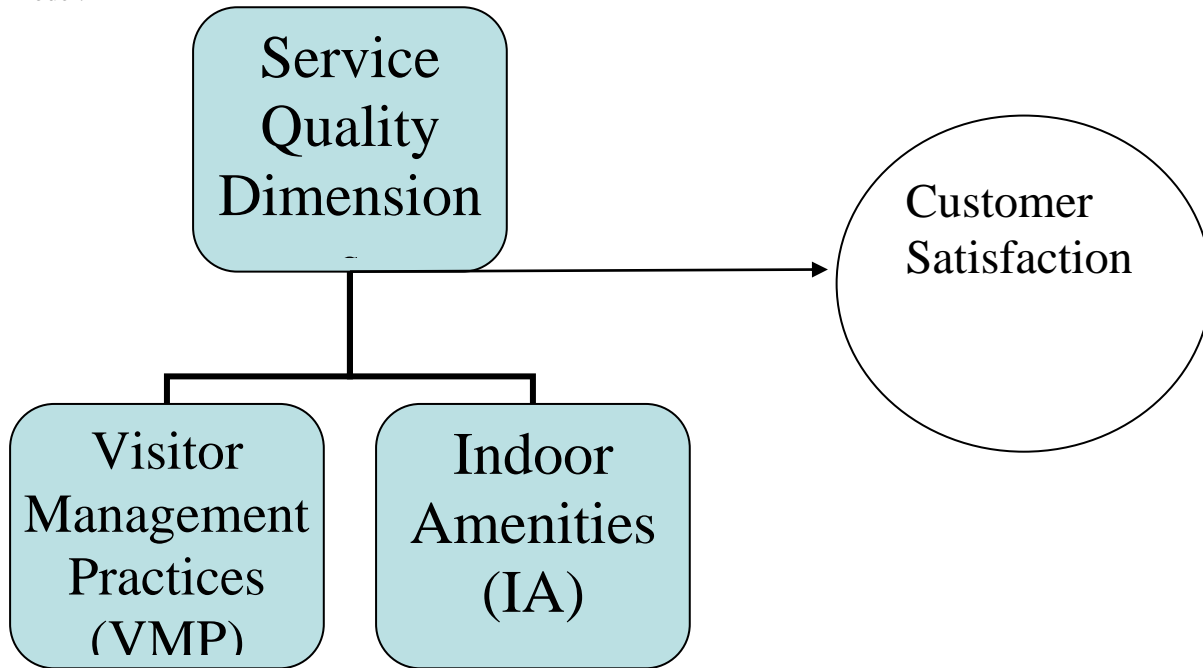 Service
Quality
Dimension
Customer
Satisfaction
Visitor
Management
Practices
(VMP)
Indoor
Amenities
(IA)